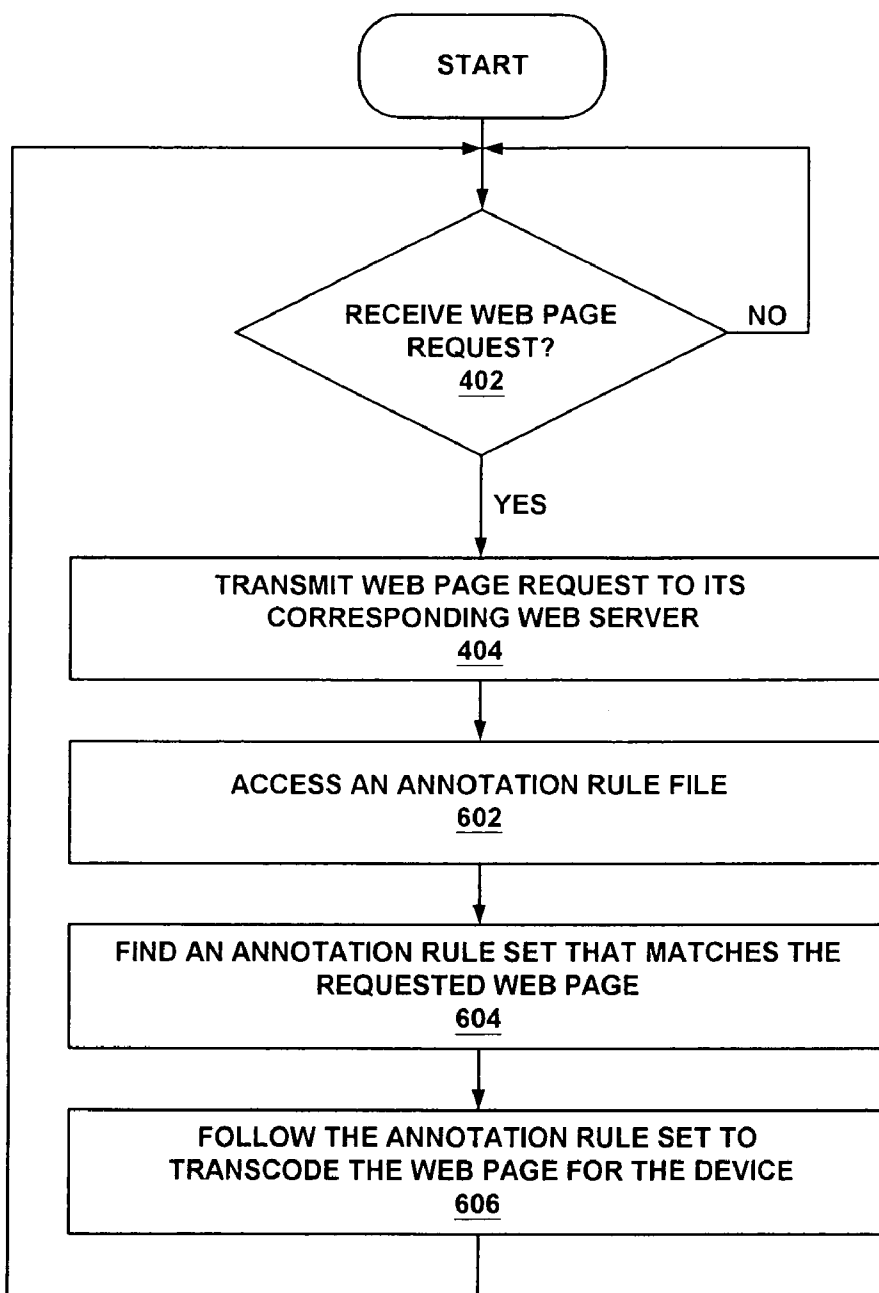 START
RECEIVE WEB PAGE
REQUEST?
402
NO
YES
TRANSMIT WEB PAGE REQUEST TO ITS
CORRESPONDING WEB SERVER
404
ACCESS AN ANNOTATION RULE FILE
602
FIND AN ANNOTATION RULE SET THAT MATCHES THE
REQUESTED WEB PAGE
604
FOLLOW THE ANNOTATION RULE SET TO
TRANSCODE THE WEB PAGE FOR THE DEVICE
606